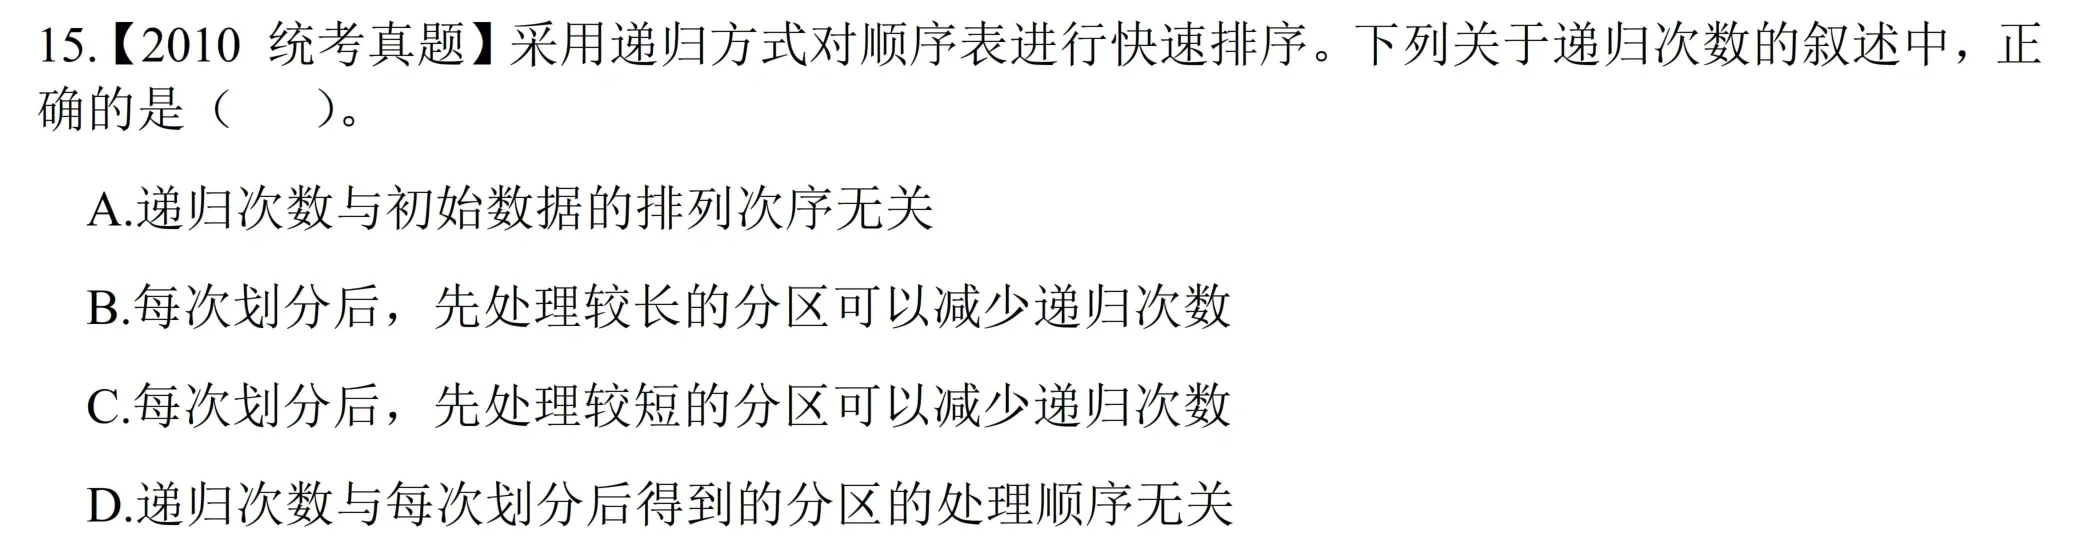 15.【2010 统考真题】采用递归方式对顺序表进行快速排序。下列关于递归次数的叙述中，正
确的是（　　）。
A.递归次数与初始数据的排列次序无关
B.每次划分后，先处理较长的分区可以减少递归次数
C.每次划分后，先处理较短的分区可以减少递归次数
D.递归次数与每次划分后得到的分区的处理顺序无关